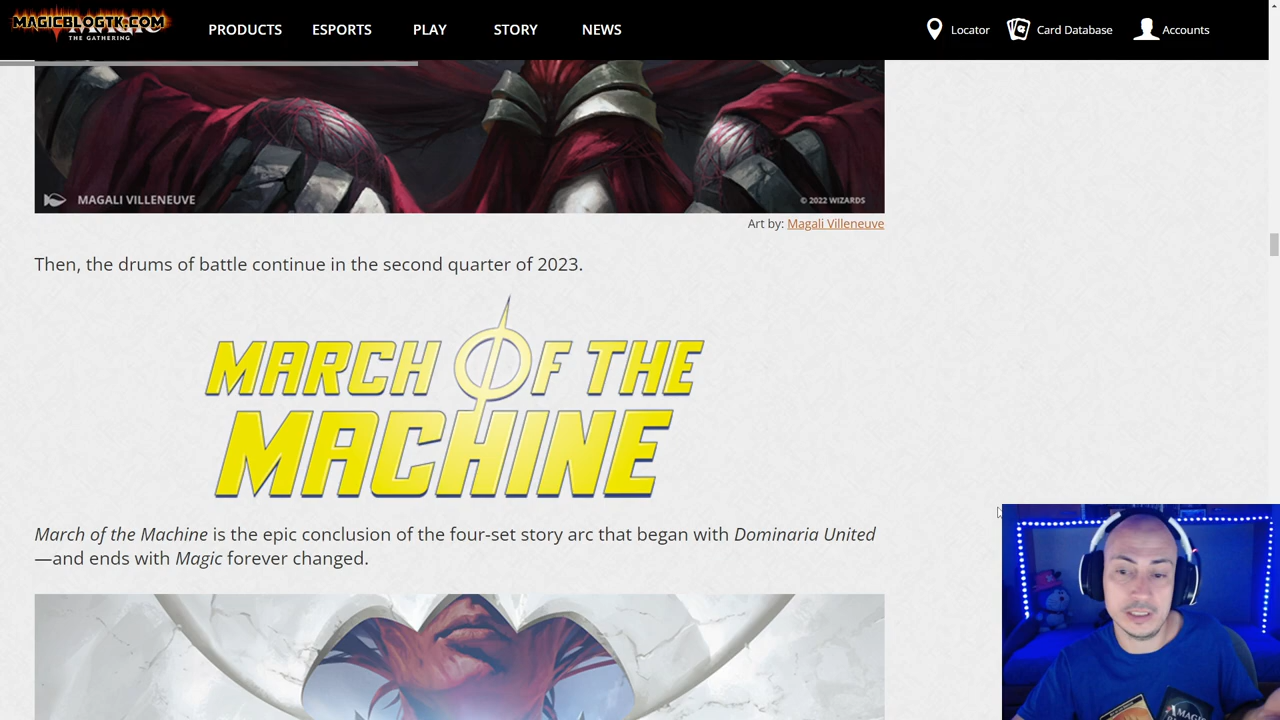 MAGICBLOGTK.COM
MAGIC
THE GATHERING
PRODUCTS
ESPORTS
PLAY
STORY
NEWS
Locator
Card Database
Accounts
MAGALI VILLENEUVE
© 2022 WIZARDS
Art by: Magali Villeneuve
Then, the drums of battle continue in the second quarter of 2023.
MARCH OF THE
MACHINE
March of the Machine is the epic conclusion of the four-set story arc that began with Dominaria United
—and ends with Magic forever changed.